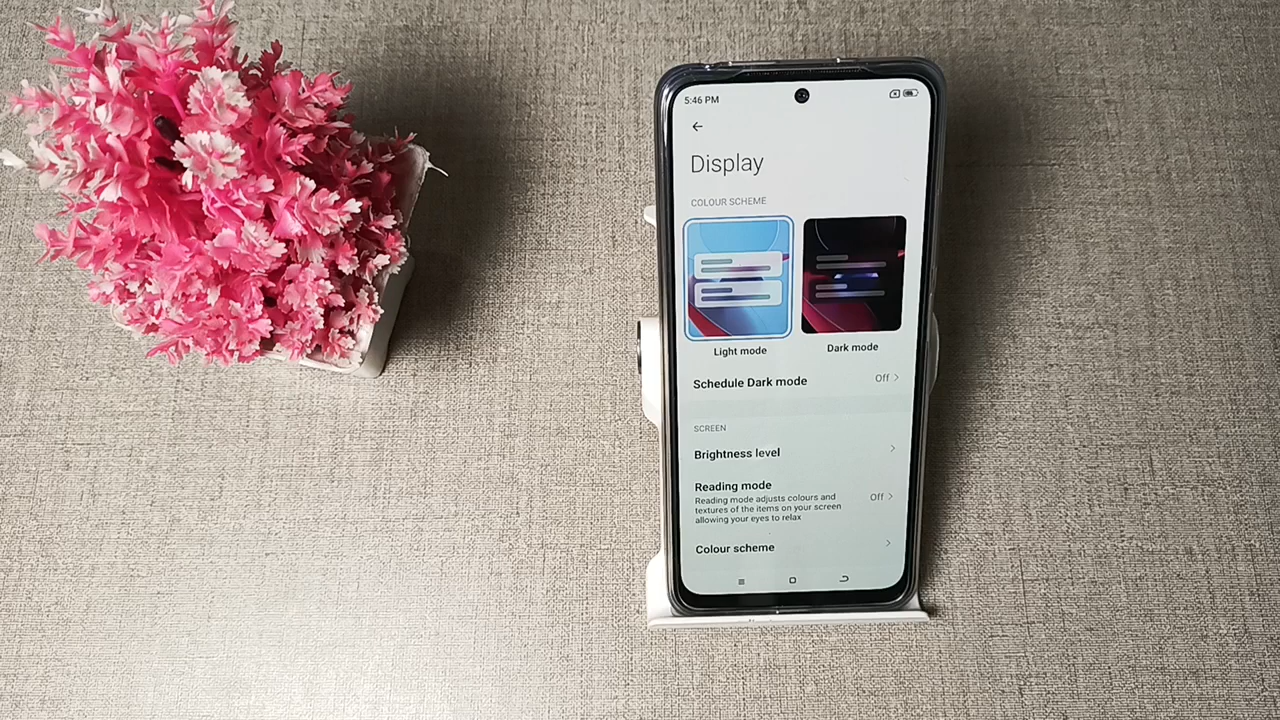 5:46 PM
Display
COLOUR SCHEME
Light mode
Dark mode
Schedule Dark mode
Off
SCREEN
Brightness level
Reading mode
Reading mode adjusts colours and
textures of the items on your screen
allowing your eyes to relax
Off
Colour scheme